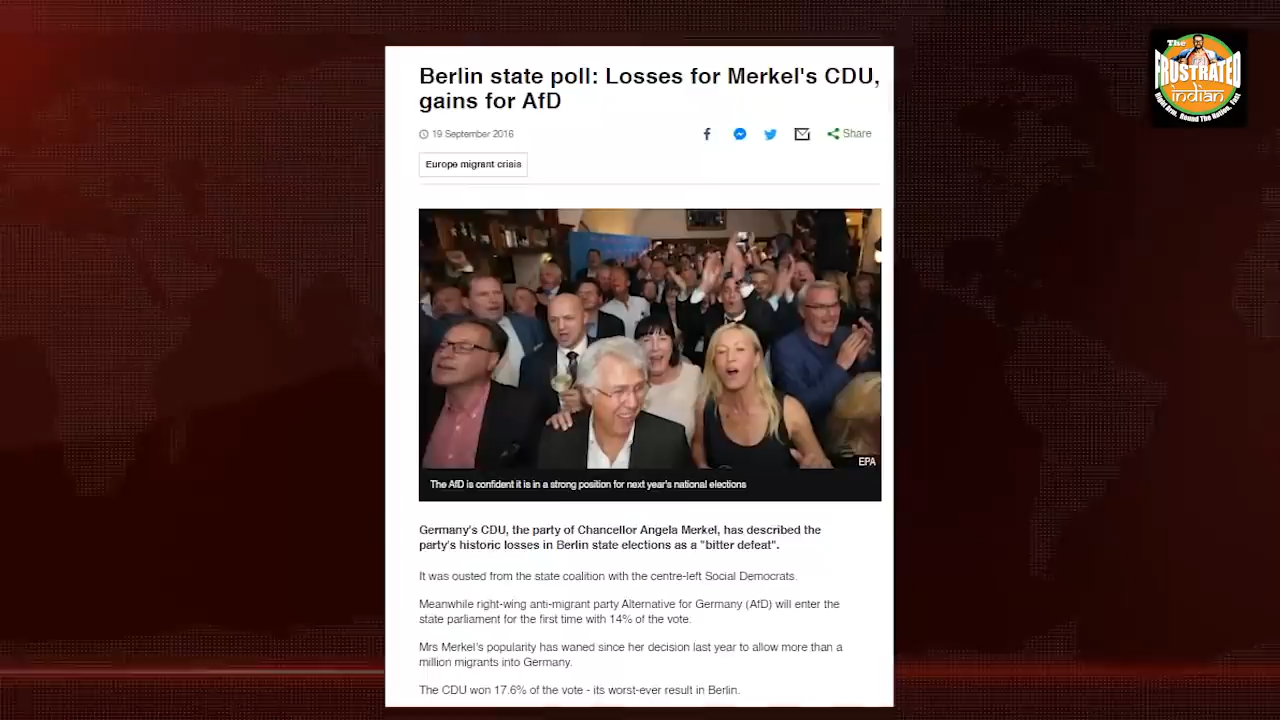 Berlin state poll: Losses for Merkel's CDU,
gains for AfD
19 September 2016
Share
Europe migrant crisis
EPA
The AfD is confident it is in a strong position for next year's national elections
Germany's CDU, the party of Chancellor Angela Merkel, has described the
party's historic losses in Berlin state elections as a "bitter defeat".
It was ousted from the state coalition with the centre-left Social Democrats.
Meanwhile right-wing anti-migrant party Alternative for Germany (AfD) will enter the
state parliament for the first time with 14% of the vote.
Mrs Merkel's popularity has waned since her decision last year to allow more than a
million migrants into Germany.
The CDU won 17.6% of the vote - its worst-ever result in Berlin.
The
FRUSTRATED
indian
Right Arm. Round The Nation. Fast